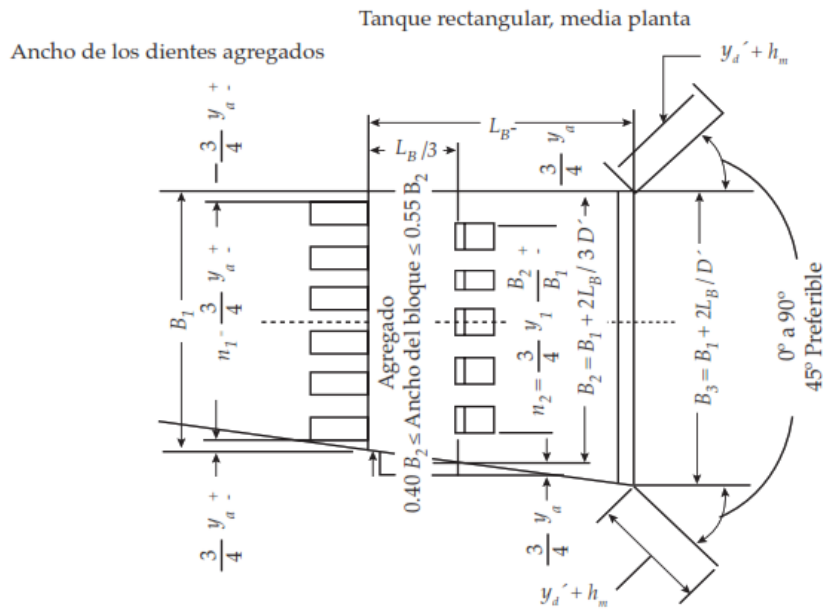 Tanque rectangular, media planta
Ancho de los dientes agregados
y_d´ + h_m
3/4 y_a + -
L_B-
L_B /3
3/4 y_a
B_1
n_1 - 3/4 y_a + -
Agregado
0.40 B_2 ≤ Ancho del bloque ≤ 0.55 B_2
n_2 = 3/4 y_1 B_2/B_1 + -
B_2 = B_1 + 2L_B / 3 D´
B_3 = B_1 + 2L_B / D´
0º a 90º
45º Preferible
3/4 y_a + -
3/4 y_a
y_d´ + h_m